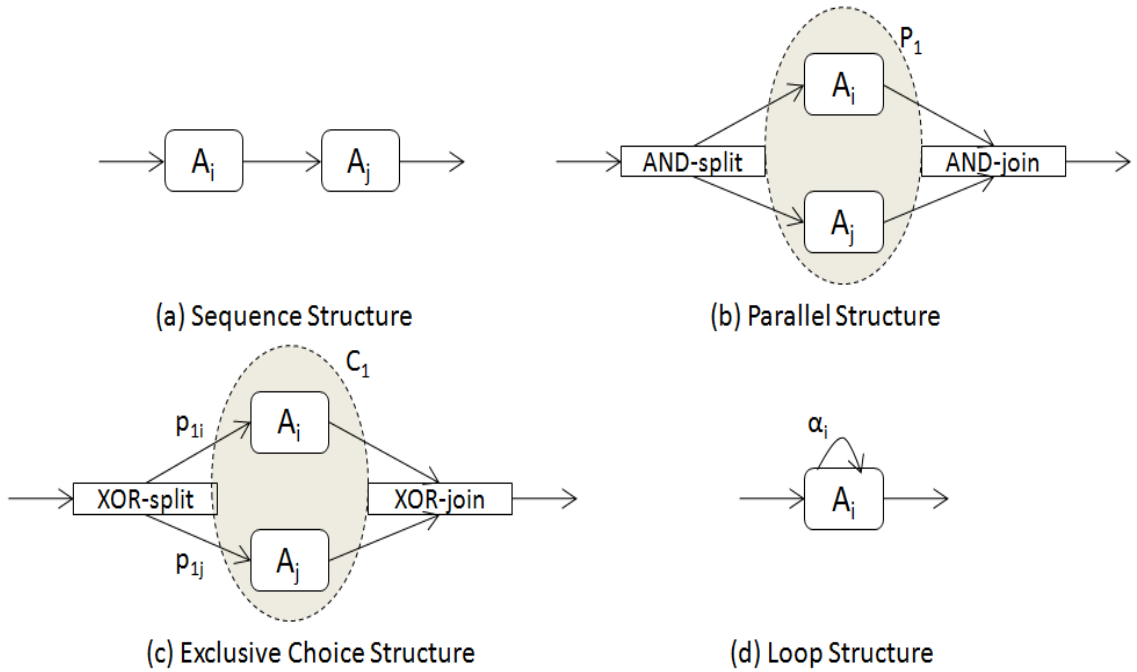 P₁
Aᵢ
Aᵢ
Aⱼ
AND-split
AND-join
Aⱼ
(a) Sequence Structure
(b) Parallel Structure
C₁
p₁ᵢ
Aᵢ
αᵢ
XOR-split
XOR-join
Aᵢ
p₁ⱼ
Aⱼ
(c) Exclusive Choice Structure
(d) Loop Structure